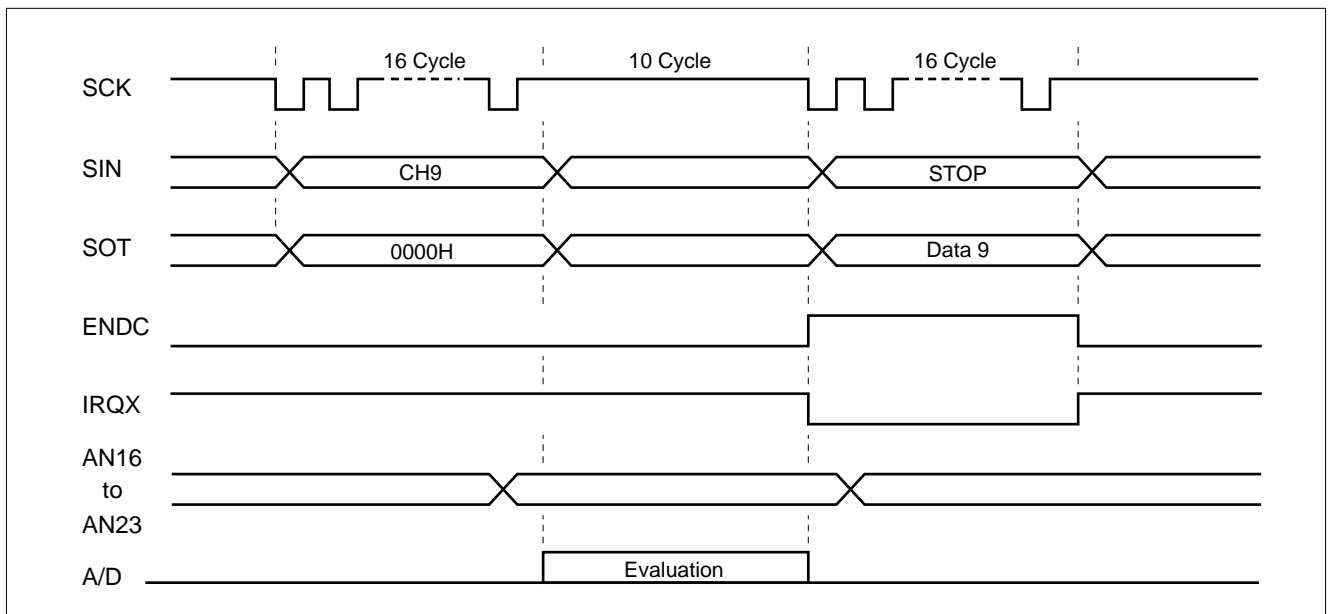 16 Cycle 10 Cycle 16 Cycle
SCK
SIN CH9 STOP
SOT 0000H Data 9
ENDC
IRQX
AN16
to
AN23
A/D Evaluation